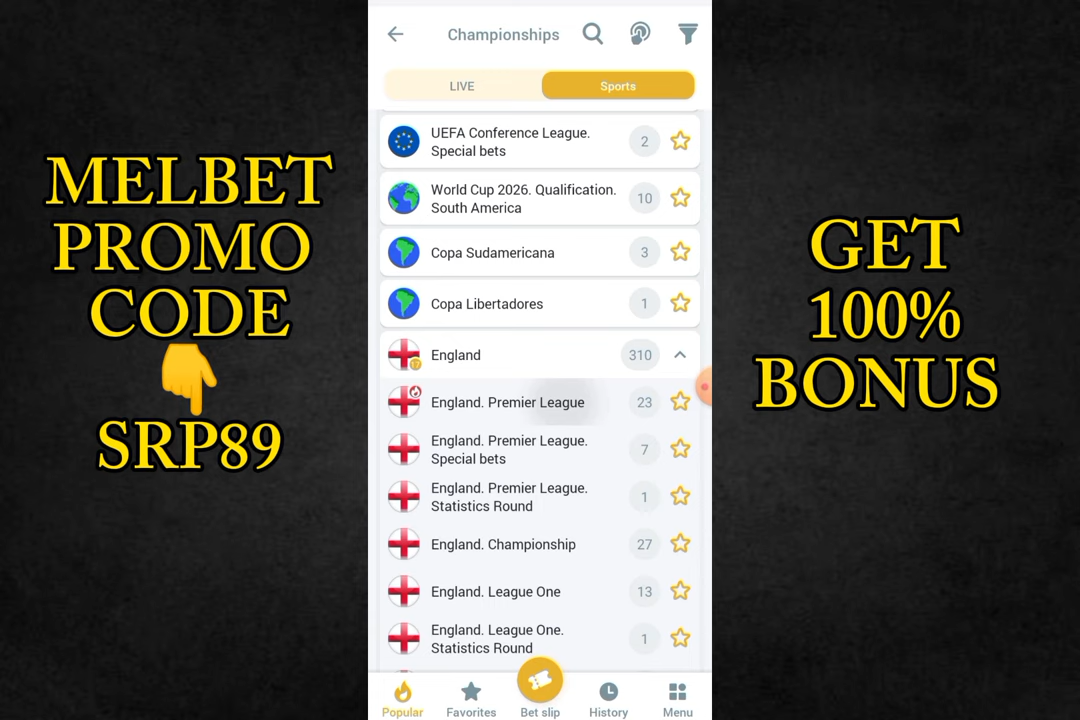 MELBET
PROMO
CODE
SRP89
Championships
LIVE
Sports
UEFA Conference League.
Special bets
2
World Cup 2026. Qualification.
South America
10
Copa Sudamericana
3
Copa Libertadores
1
England
310
England. Premier League
23
England. Premier League.
Special bets
7
England. Premier League.
Statistics Round
1
England. Championship
27
England. League One
13
England. League One.
Statistics Round
1
Popular
Favorites
Bet slip
History
Menu
GET
100%
BONUS